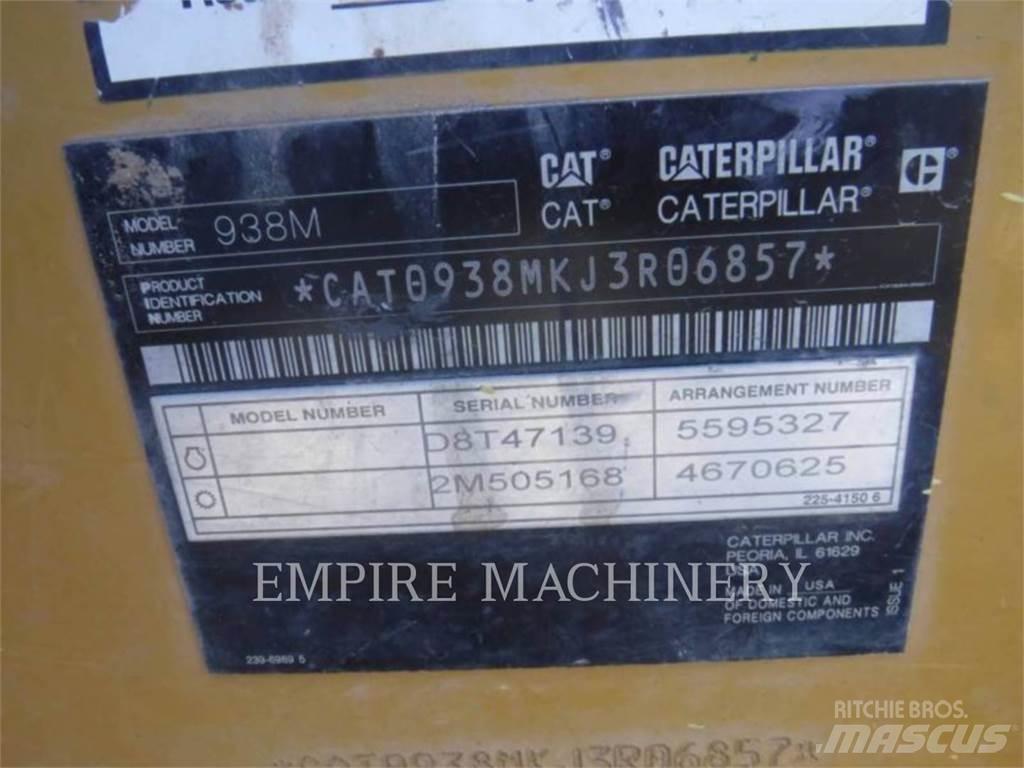 CAT® CATERPILLAR®
CAT® CATERPILLAR®
MODEL NUMBER 938M
PRODUCT IDENTIFICATION NUMBER *CAT0938MKJ3R06857*
MODEL NUMBER SERIAL NUMBER ARRANGEMENT NUMBER
D8T47139 5595327
2M505168 4670625
225-4150 6
CATERPILLAR INC.
PEORIA, IL 61629
USA
MADE IN USA
OF DOMESTIC AND
FOREIGN COMPONENTS
ISSUE 1
EMPIRE MACHINERY
239-6969 5
*CAT0938MKJ3R06857*
RITCHIE BROS.
MASCUS